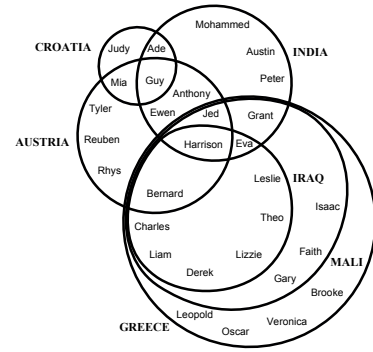 Mohammed
CROATIA
Judy
Ade
Austin
INDIA
Mia
Guy
Peter
Anthony
Tyler
Ewen
Jed
Grant
AUSTRIA
Reuben
Harrison
Eva
Rhys
Leslie
IRAQ
Bernard
Isaac
Theo
Charles
Liam
Lizzie
Faith
MALI
Derek
Gary
Brooke
GREECE
Leopold
Veronica
Oscar